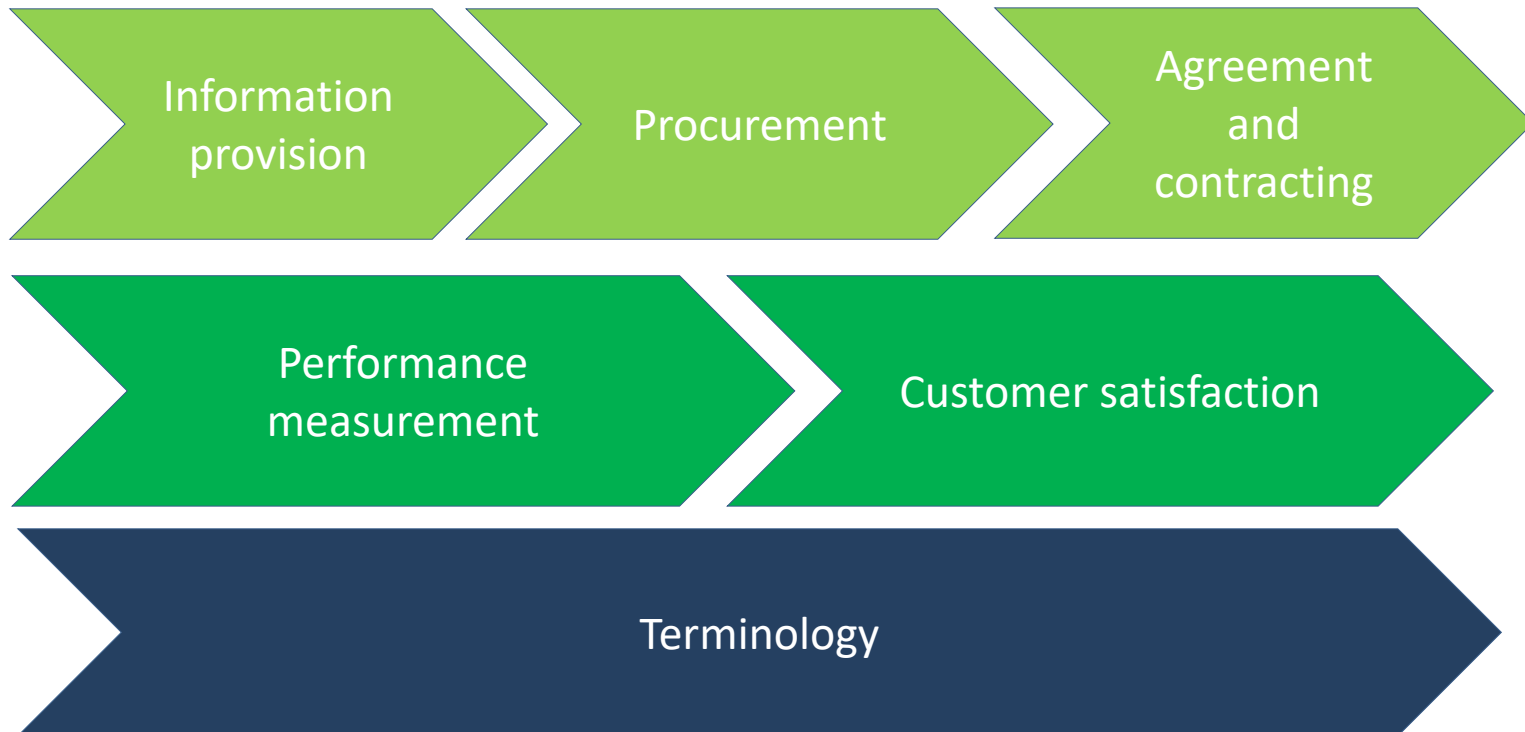 Information
provision
Procurement
Agreement
and
contracting
Performance
measurement
Customer satisfaction
Terminology